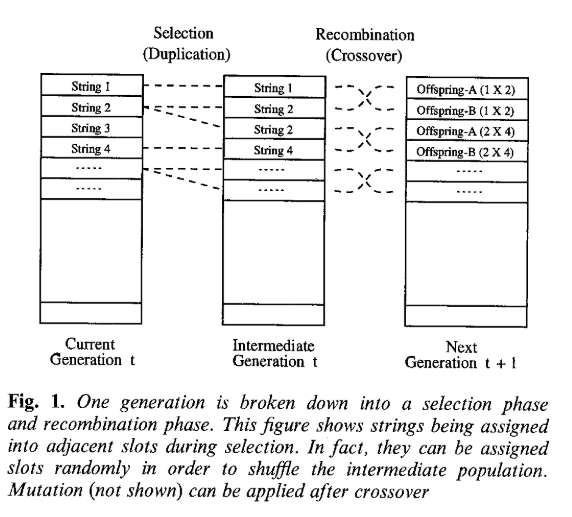 Selection
(Duplication)
Recombination
(Crossover)
String 1
String 2
String 3
String 4
-----
-----
String 1
String 2
String 2
String 4
-----
-----
Offspring-A (1 X 2)
Offspring-B (1 X 2)
Offspring-A (2 X 4)
Offspring-B (2 X 4)
-----
-----
Current
Generation t
Intermediate
Generation t
Next
Generation t + 1
Fig. 1. One generation is broken down into a selection phase
and recombination phase. This figure shows strings being assigned
into adjacent slots during selection. In fact, they can be assigned
slots randomly in order to shuffle the intermediate population.
Mutation (not shown) can be applied after crossover